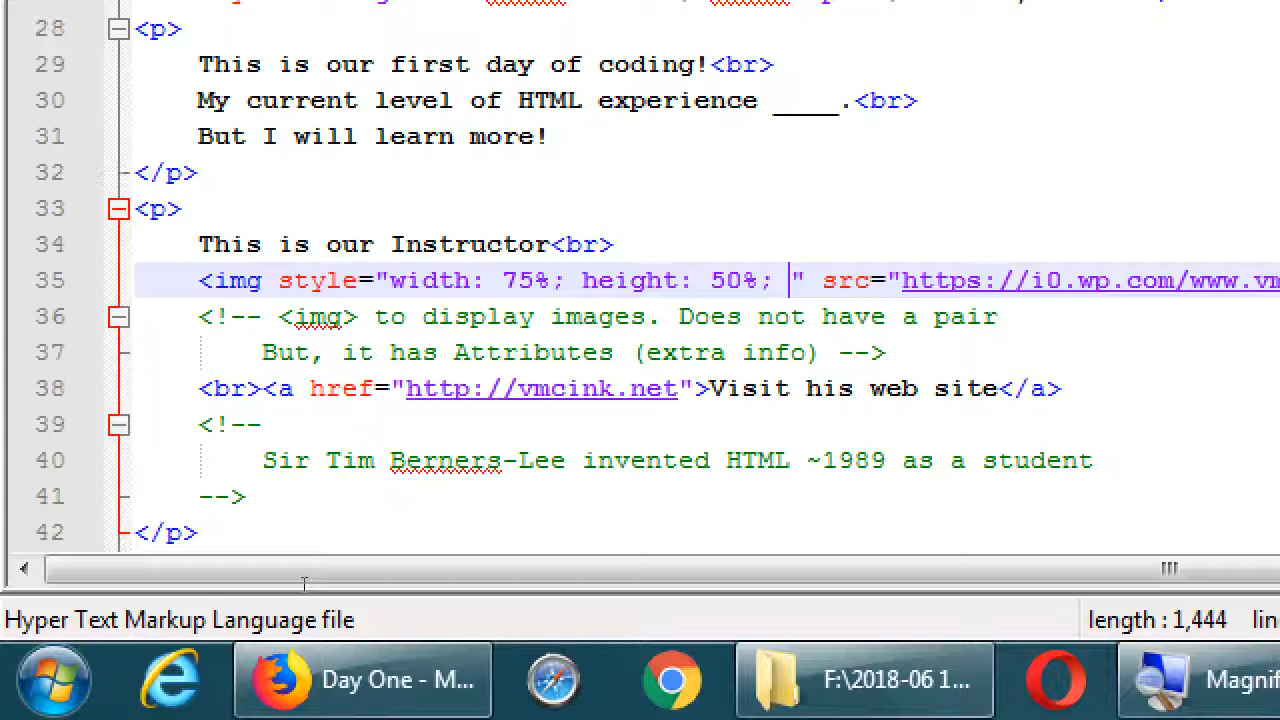 28 <p>
29 This is our first day of coding!<br>
30 My current level of HTML experience ____.<br>
31 But I will learn more!
32 </p>
33 <p>
34 This is our Instructor<br>
35 <img style="width: 75%; height: 50%; " src="https://i0.wp.com/www.vm
36 <!-- <img> to display images. Does not have a pair
37 But, it has Attributes (extra info) -->
38 <br><a href="http://vmcink.net">Visit his web site</a>
39 <!--
40 Sir Tim Berners-Lee invented HTML ~1989 as a student
41 -->
42 </p>
Hyper Text Markup Language file length : 1,444 lin
Day One - M... F:\2018-06 1... Magnif